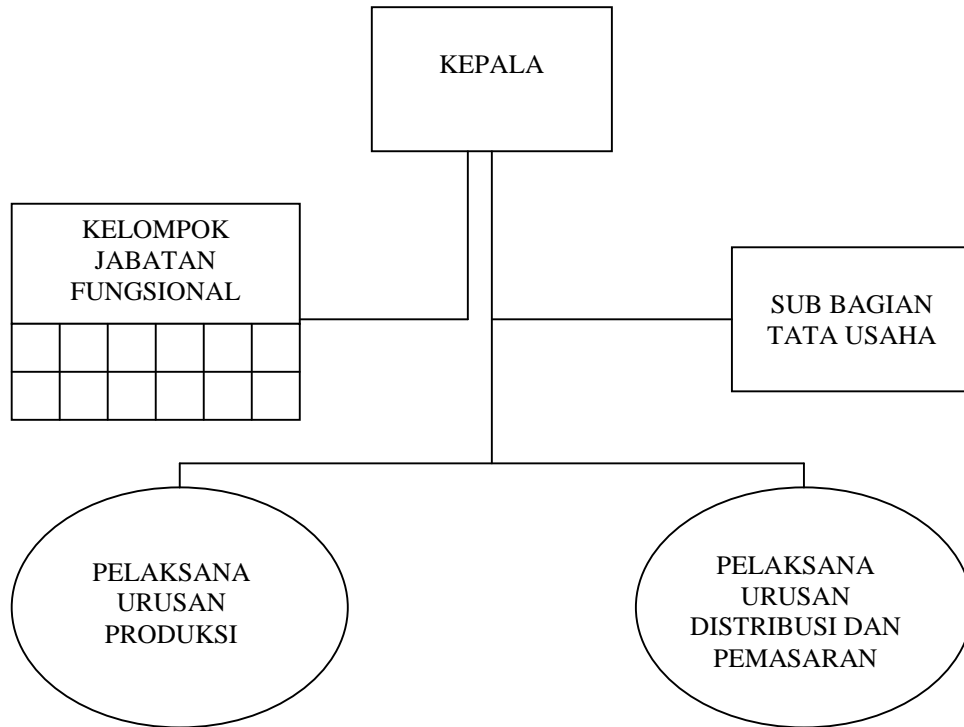 KEPALA
KELOMPOK
JABATAN
FUNGSIONAL
SUB BAGIAN
TATA USAHA
PELAKSANA
URUSAN
PRODUKSI
PELAKSANA
URUSAN
DISTRIBUSI DAN
PEMASARAN